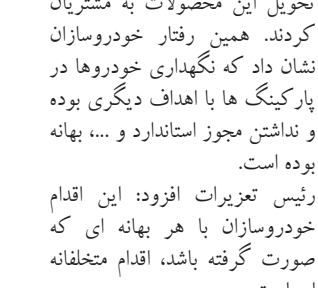 تحویل این محصولات به مشتریان
کردند. همین رفتار خودروسازان
نشان داد که نگهداری خودروها در
پارکینگ ها با اهداف دیگری بوده
و نداشتن مجوز استاندارد و ...، بهانه
بوده است.
رئیس تعزیرات افزود: این اقدام
خودروسازان با هر بهانه ای که
صورت گرفته باشد، اقدام متخلفانه